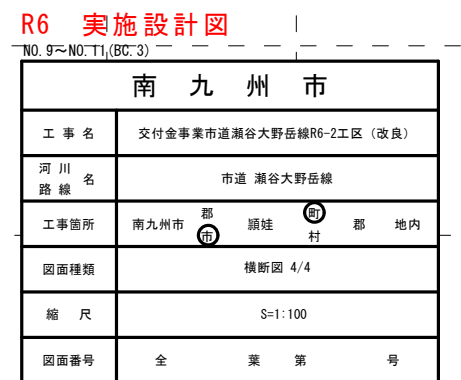 R6 実施設計図
NO.9～NO.11(BC.3)
南九州市
工事名 交付金事業市道瀬谷大野岳線R6-2工区（改良）
河川
路線 名 市道 瀬谷大野岳線
工事箇所 南九州市 郡 市 頴娃 町 村 郡 地内
図面種類 横断図 4/4
縮尺 S=1:100
図面番号 全 葉 第 号